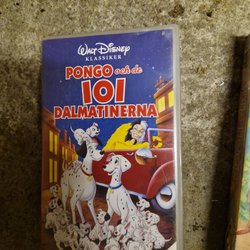 WALT DISNEY
KLASSIKER
PONGO och de
101
DALMATINERNA